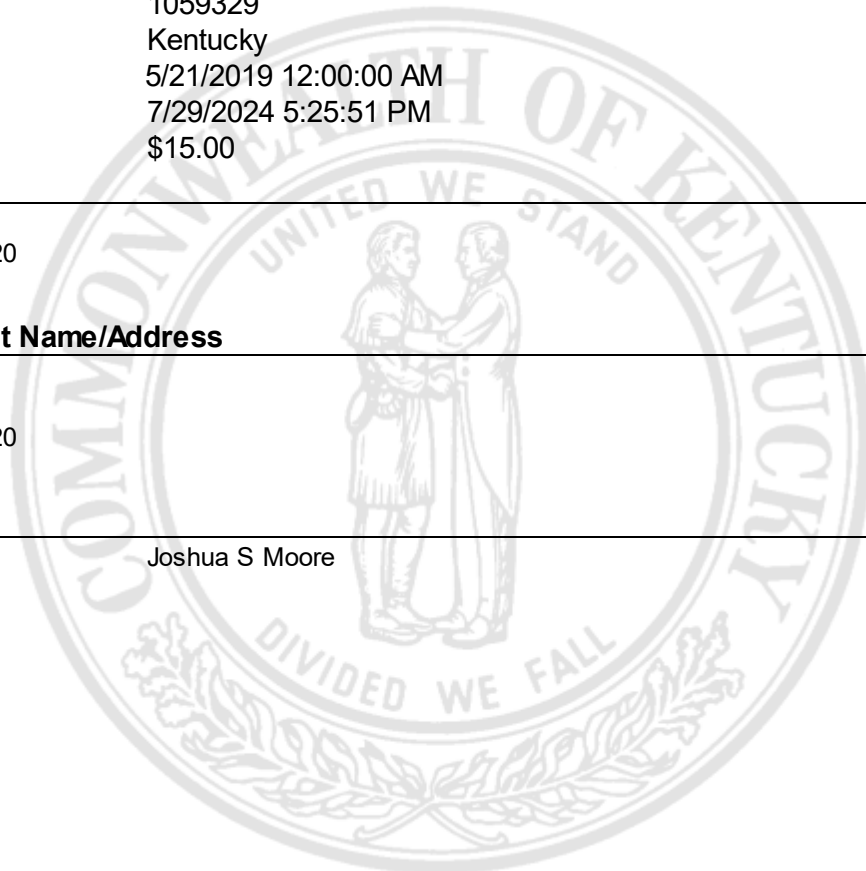 1059329
Kentucky
5/21/2019 12:00:00 AM
7/29/2024 5:25:51 PM
$15.00
20
t Name/Address
20
Joshua S Moore
COMMONWEALTH OF KENTUCKY
UNITED WE STAND
DIVIDED WE FALL